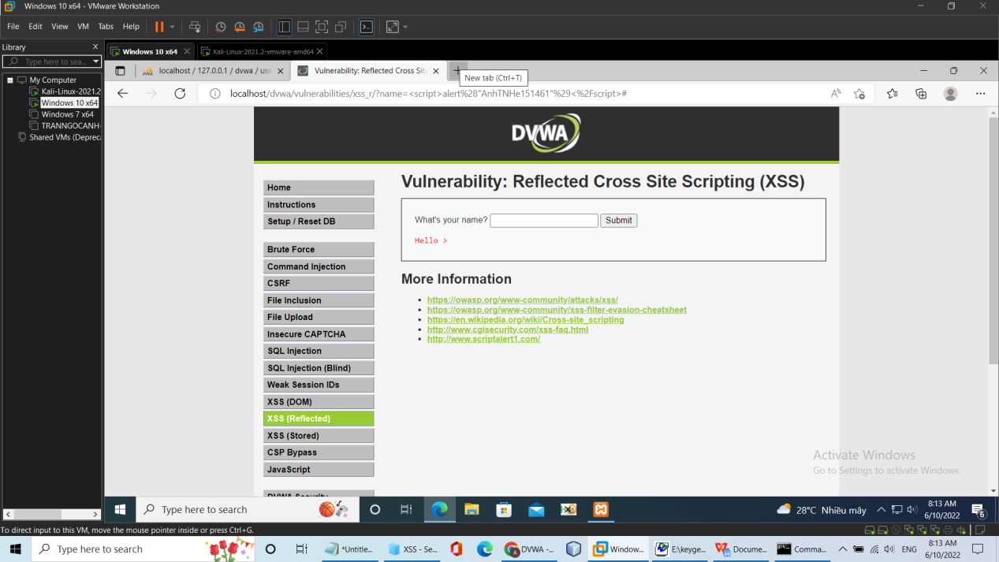 Windows 10 x64 - VMware Workstation
File Edit View VM Tabs Help
Library
Type here to sea...
My Computer
Kali-Linux-2021.2
Windows 10 x64
Windows 7 x64
TRANNGOCANH-
Shared VMs (Depreca
Windows 10 x64 Kali-Linux-2021.2-vmware-amd64
localhost / 127.0.0.1 / dvwa / use Vulnerability: Reflected Cross Site
New tab (Ctrl+T)
localhost/dvwa/vulnerabilities/xss_r/?name=<script>alert%28"AnhTNHe151461"%29<%2Fscript>#
DVWA
Home
Instructions
Setup / Reset DB
Brute Force
Command Injection
CSRF
File Inclusion
File Upload
Insecure CAPTCHA
SQL Injection
SQL Injection (Blind)
Weak Session IDs
XSS (DOM)
XSS (Reflected)
XSS (Stored)
CSP Bypass
JavaScript
DVWA Security
Vulnerability: Reflected Cross Site Scripting (XSS)
What's your name? Submit
Hello >
More Information
https://owasp.org/www-community/attacks/xss/
https://owasp.org/www-community/xss-filter-evasion-cheatsheet
https://en.wikipedia.org/wiki/Cross-site_scripting
http://www.cgisecurity.com/xss-faq.html
http://www.scriptalert1.com/
Activate Windows
Go to Settings to activate Windows.
Type here to search
28°C Nhiều mây
8:13 AM
6/10/2022
6
To direct input to this VM, move the mouse pointer inside or press Ctrl+G.
Type here to search
*Untitle... XSS - Se... DVWA -... Window... E:\keyge... Docume... Comma...
ENG
8:13 AM
6/10/2022